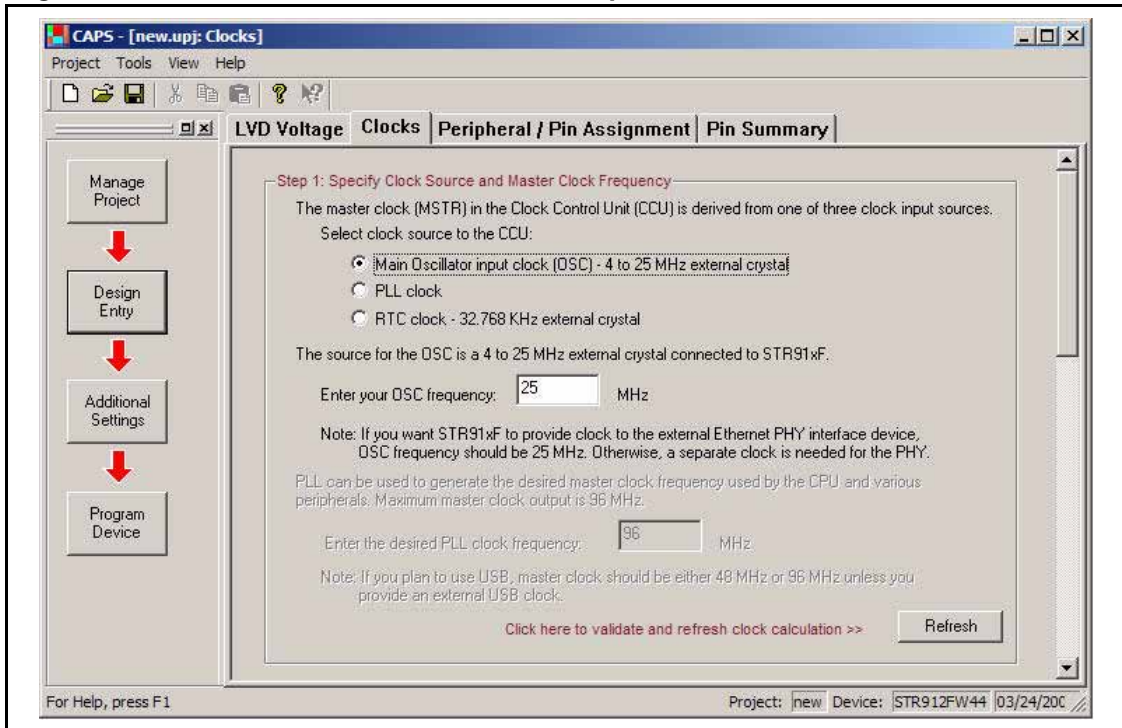 CAPS - [new.upj: Clocks]
Project Tools View Help
LVD Voltage Clocks Peripheral / Pin Assignment Pin Summary
Manage
Project
Design
Entry
Additional
Settings
Program
Device
Step 1: Specify Clock Source and Master Clock Frequency
The master clock (MSTR) in the Clock Control Unit (CCU) is derived from one of three clock input sources.
Select clock source to the CCU:
Main Oscillator input clock (OSC) - 4 to 25 MHz external crystal
PLL clock
RTC clock - 32.768 KHz external crystal
The source for the OSC is a 4 to 25 MHz external crystal connected to STR91xF.
Enter your OSC frequency: 25 MHz
Note: If you want STR91xF to provide clock to the external Ethernet PHY interface device,
OSC frequency should be 25 MHz. Otherwise, a separate clock is needed for the PHY.
PLL can be used to generate the desired master clock frequency used by the CPU and various
peripherals. Maximum master clock output is 96 MHz.
Enter the desired PLL clock frequency: 96 MHz
Note: If you plan to use USB, master clock should be either 48 MHz or 96 MHz unless you
provide an external USB clock.
Click here to validate and refresh clock calculation >> Refresh
For Help, press F1 Project: new Device: STR912FW44